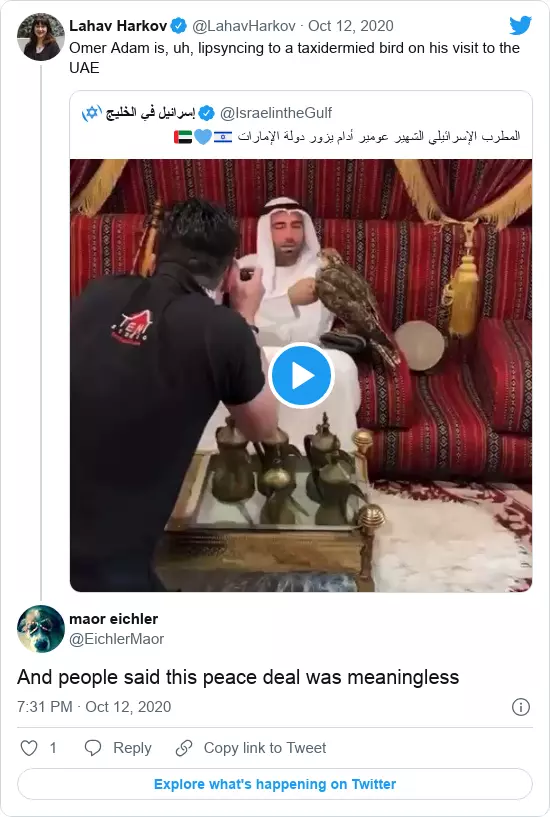 Lahav Harkov @LahavHarkov · Oct 12, 2020
Omer Adam is, uh, lipsyncing to a taxidermied bird on his visit to the
UAE
إسرائيل في الخليج @IsraelintheGulf
المطرب الإسرائيلي الشهير عومير أدام يزور دولة الإمارات 🇮🇱💙🇦🇪
TENT
maor eichler
@EichlerMaor
And people said this peace deal was meaningless
7:31 PM · Oct 12, 2020
1 Reply Copy link to Tweet
Explore what's happening on Twitter